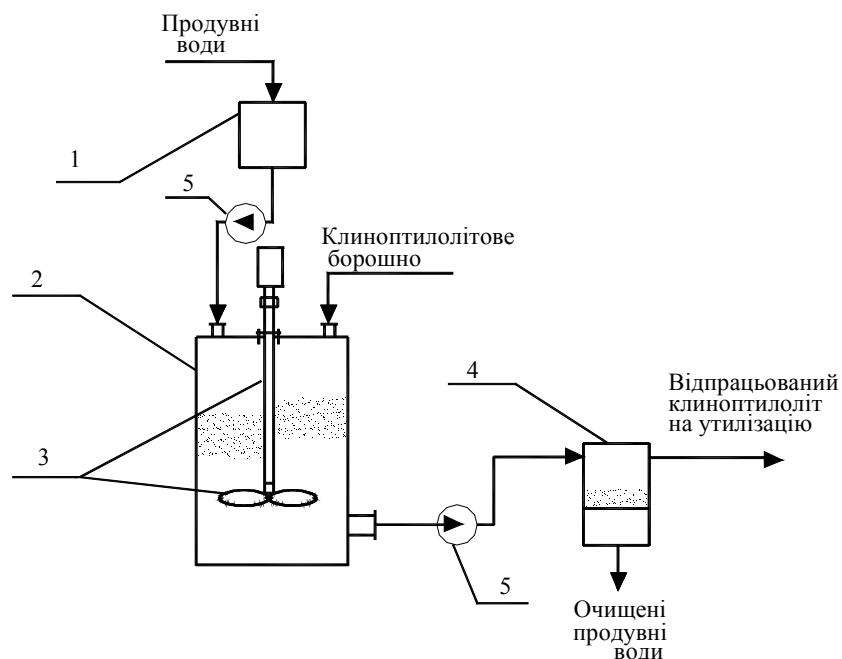 Продувні
води
1
5
Клиноптилолітове
борошно
2
4
Відпрацьований
клиноптилоліт
на утилізацію
3
5
Очищені
продувні
води